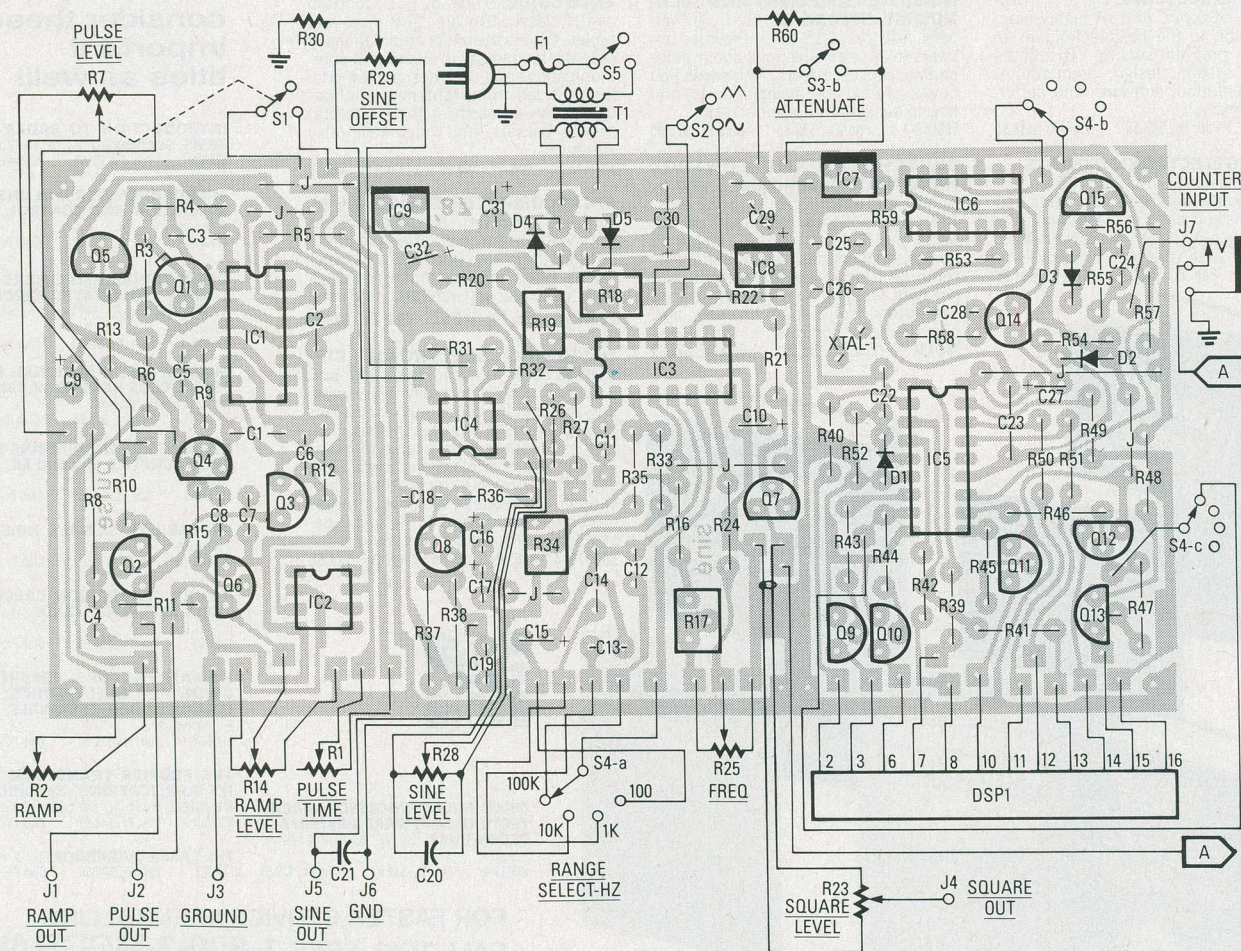 PULSE
LEVEL
R7
S1
R30
R29
SINE
OFFSET
F1
S5
T1
S2
R60
S3-b
ATTENUATE
S4-b
COUNTER
INPUT
J7
A
IC9
C31
D4
D5
C30
C29
IC7
R59
IC6
Q15
R56
R4
C3
R3
J
J
R5
Q5
Q1
C32
78
IC8
C25
R53
D3
R55
C24
R57
R20
R18
R22
C26
R13
IC1
C2
R19
C28
R58
Q14
XTAL-1
R54
D2
J
C9
R6
C5
R9
R31
R32
IC3
R21
C22
C27
C1
C6
R12
IC4
R26
R27
C11
R35
R33
C10
R40
R52
D1
IC5
C23
R50
R51
R49
J
R48
R8
R10
pulse
Q4
Q3
C8
C7
R15
C18
R36
C16
J
Q7
R16
R24
sine
R43
R44
R46
Q12
S4-c
Q2
Q6
IC2
Q8
C17
R34
C14
C12
R42
R39
R45
Q11
Q13
R47
R11
C4
R37
R38
J
C15
C13
C19
R17
Q9
Q10
R41
R2
RAMP
R14
RAMP
LEVEL
R1
PULSE
TIME
R28
SINE
LEVEL
S4-a
100K
10K
1K
100
RANGE
SELECT-HZ
R25
FREQ
2 3 6 7 8 10 11 12 13 14 15 16
DSP1
C21
C20
A
J1
RAMP
OUT
J2
PULSE
OUT
J3
GROUND
J5
SINE
OUT
J6
GND
R23
SQUARE
LEVEL
J4
SQUARE
OUT